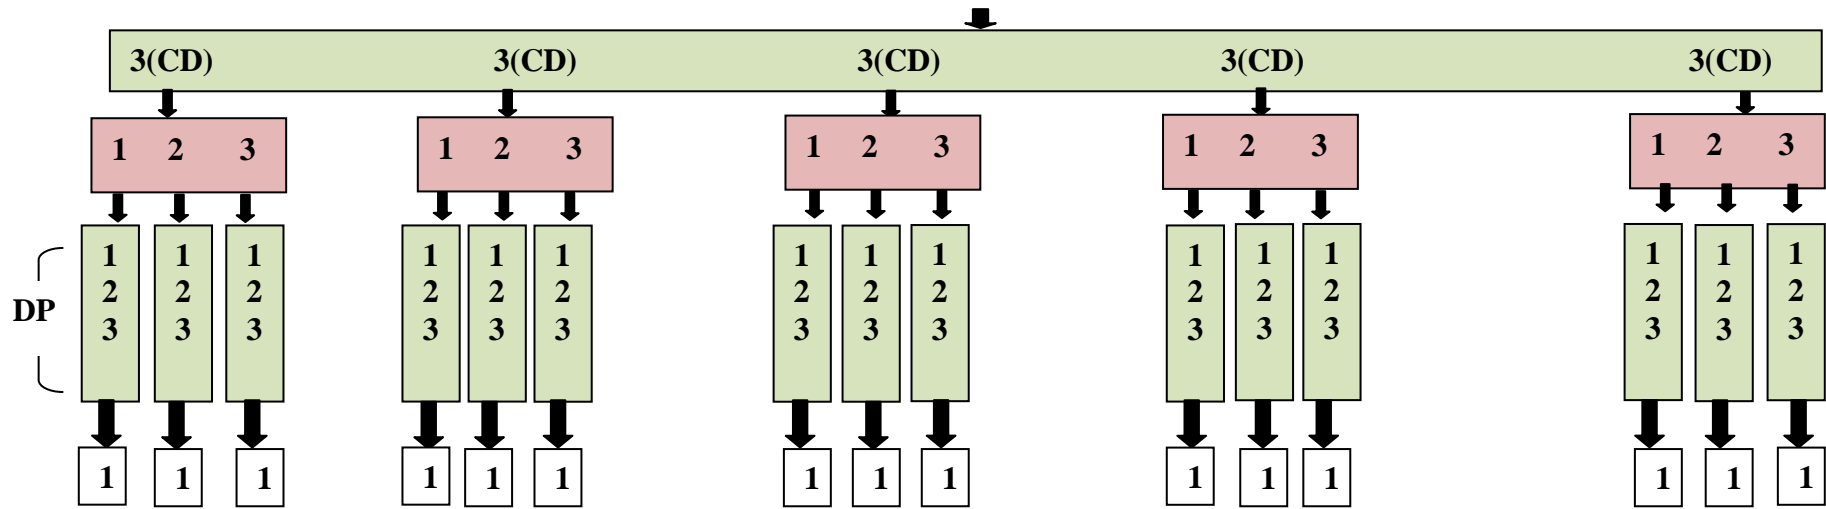 3(CD) 3(CD) 3(CD) 3(CD) 3(CD)
1 2 3 1 2 3 1 2 3 1 2 3 1 2 3
1 1 1 1 1 1 1 1 1 1 1 1 1 1 1
2 2 2 2 2 2 2 2 2 2 2 2 2 2 2
DP
3 3 3 3 3 3 3 3 3 3 3 3 3 3 3
1 1 1 1 1 1 1 1 1 1 1 1 1 1 1